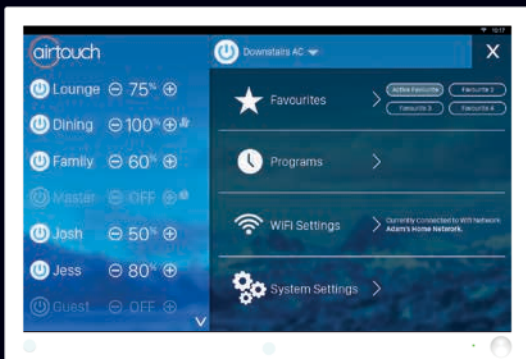 10:17
airtouch
Downstairs AC
X
Lounge 75%
Dining 100%
Family 60%
Master OFF
Josh 50%
Jess 80%
Guest OFF
Favourites
Active Favourite
Favourite 2
Favourite 3
Favourite 4
Programs
WiFi Settings
Currently Connected to Wifi Network
Adam's Home Network.
System Settings